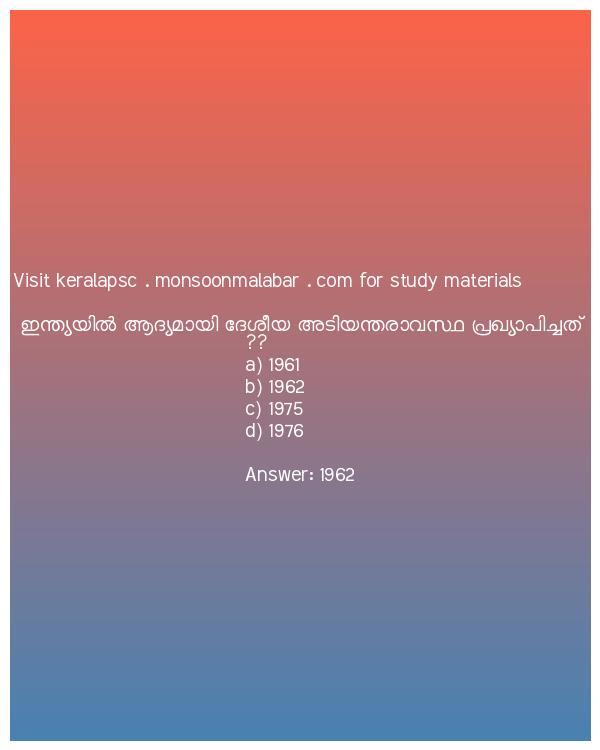 Visit keralapsc . monsoonmalabar . com for study materials
ഇന്ത്യയിൽ ആദ്യമായി ദേശീയ അടിയന്തരാവസ്ഥ പ്രഖ്യാപിച്ചത്
??
a) 1961
b) 1962
c) 1975
d) 1976
Answer: 1962